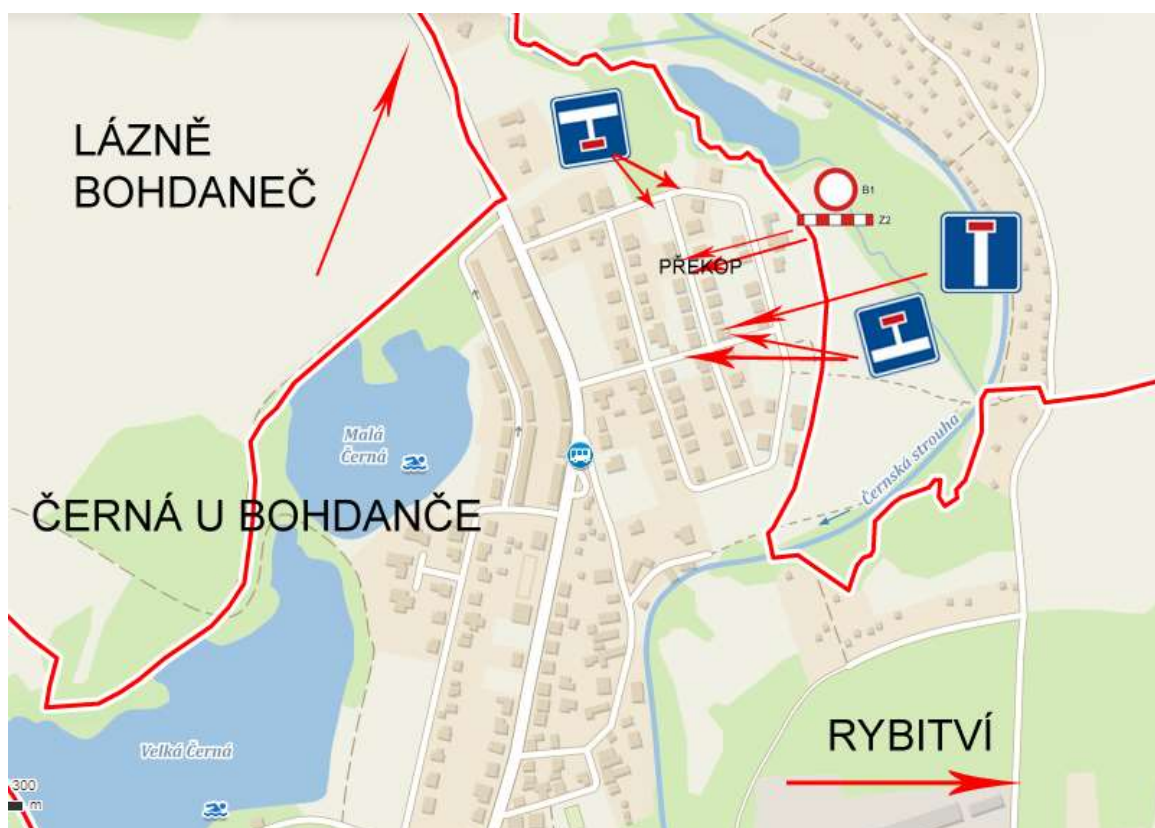 LÁZNĚ
BOHDANEČ
B1
Z2
PŘEKOP
Malá
Černá
Černská strouha
ČERNÁ U BOHDANČE
RYBITVÍ
Velká Černá
300
m